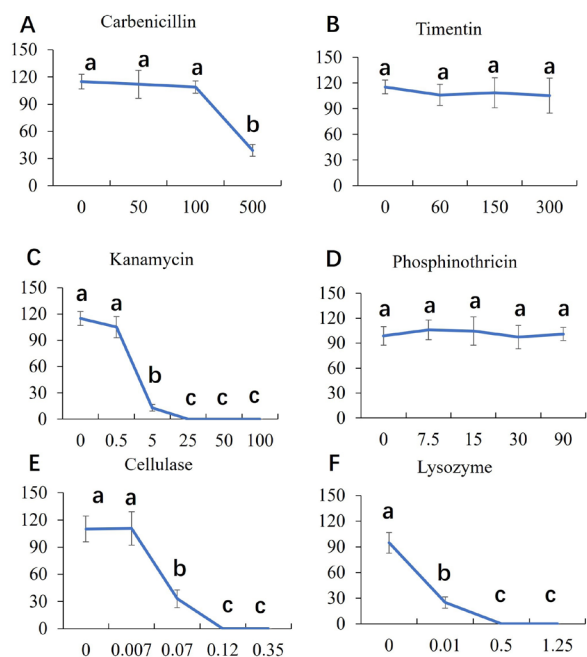 A Carbenicillin
150
120
90
60
30
0
a a a b
0 50 100 500
B Timentin
150
120
90
60
30
0
a a a a
0 60 150 300
C Kanamycin
150
120
90
60
30
0
a a b c c c
0 0.5 5 25 50 100
D Phosphinothricin
150
120
90
60
30
0
a a a a a
0 7.5 15 30 90
E Cellulase
150
120
90
60
30
0
a a b c c
0 0.007 0.07 0.12 0.35
F Lysozyme
150
120
90
60
30
0
a b c c
0 0.01 0.5 1.25